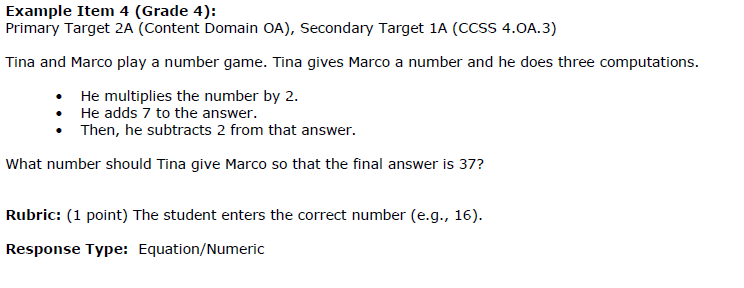 Example Item 4 (Grade 4):
Primary Target 2A (Content Domain OA), Secondary Target 1A (CCSS 4.OA.3)
Tina and Marco play a number game. Tina gives Marco a number and he does three computations.
• He multiplies the number by 2.
• He adds 7 to the answer.
• Then, he subtracts 2 from that answer.
What number should Tina give Marco so that the final answer is 37?
Rubric: (1 point) The student enters the correct number (e.g., 16).
Response Type: Equation/Numeric